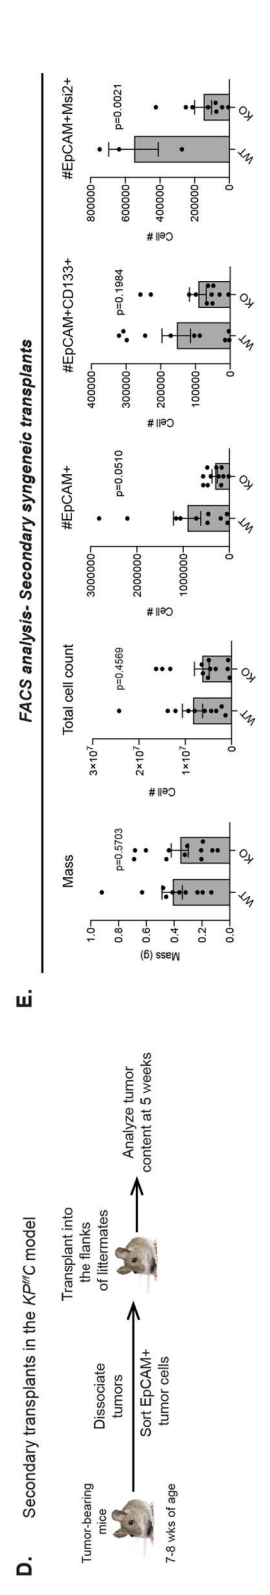 D. Secondary transplants in the KPf/fC model
Tumor-bearing
mice
7-8 wks of age
Dissociate
tumors
Sort EpCAM+
tumor cells
Transplant into
the flanks
of littermates
Analyze tumor
content at 5 weeks
E. FACS analysis- Secondary syngeneic transplants
Mass
Mass (g)
1.0
0.8
0.6
0.4
0.2
0.0
p=0.5703
WT
KO
Total cell count
Cell #
3×10⁷
2×10⁷
1×10⁷
0
p=0.4569
WT
KO
#EpCAM+
Cell #
3000000
2000000
1000000
0
p=0.0510
WT
KO
#EpCAM+CD133+
Cell #
400000
300000
200000
100000
0
p=0.1984
WT
KO
#EpCAM+Msi2+
Cell #
800000
600000
400000
200000
0
p=0.0021
WT
KO